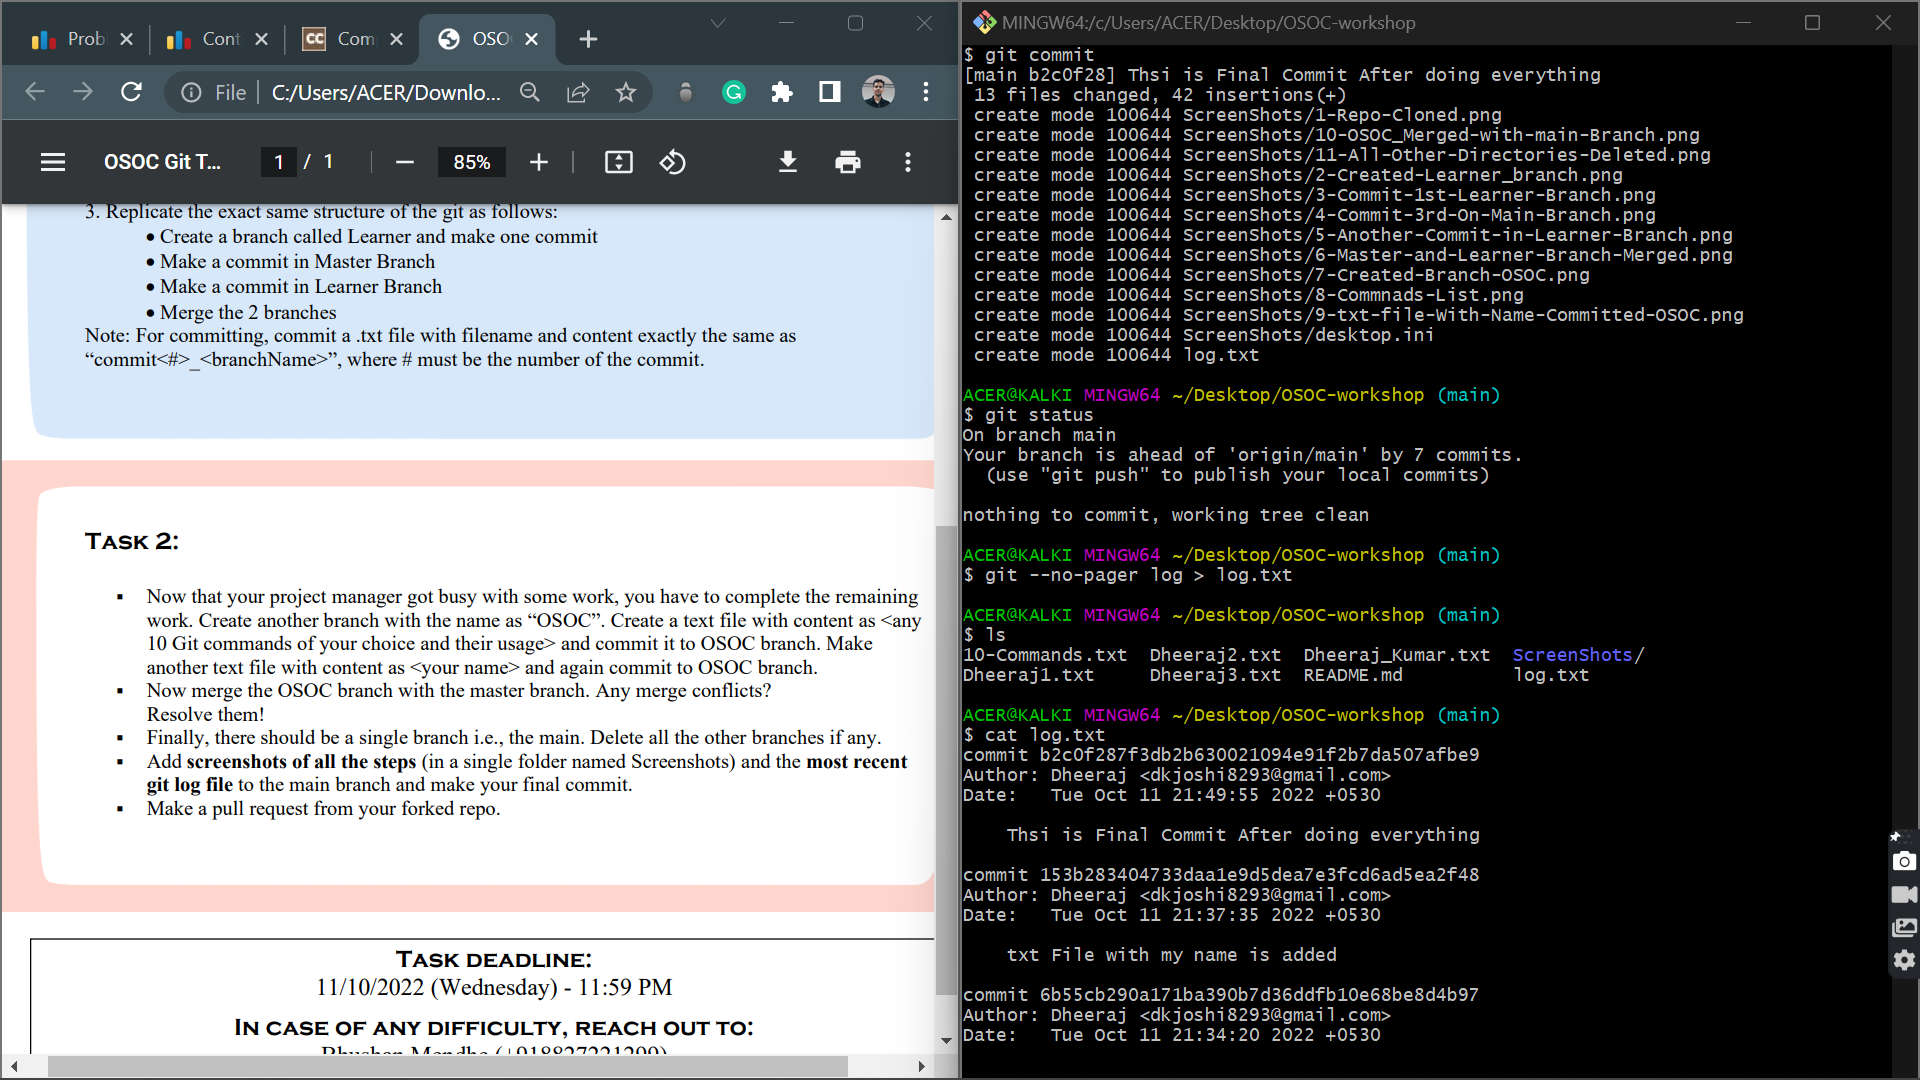 Prob
Cont
Com
OSO
File
C:/Users/ACER/Downlo...
OSOC Git T...
1 / 1
85%
3. Replicate the exact same structure of the git as follows:
• Create a branch called Learner and make one commit
• Make a commit in Master Branch
• Make a commit in Learner Branch
• Merge the 2 branches
Note: For committing, commit a .txt file with filename and content exactly the same as
“commit<#>_<branchName>”, where # must be the number of the commit.
TASK 2:
▪ Now that your project manager got busy with some work, you have to complete the remaining
work. Create another branch with the name as “OSOC”. Create a text file with content as <any
10 Git commands of your choice and their usage> and commit it to OSOC branch. Make
another text file with content as <your name> and again commit to OSOC branch.
▪ Now merge the OSOC branch with the master branch. Any merge conflicts?
Resolve them!
▪ Finally, there should be a single branch i.e., the main. Delete all the other branches if any.
▪ Add screenshots of all the steps (in a single folder named Screenshots) and the most recent
git log file to the main branch and make your final commit.
▪ Make a pull request from your forked repo.
TASK DEADLINE:
11/10/2022 (Wednesday) - 11:59 PM
IN CASE OF ANY DIFFICULTY, REACH OUT TO:
MINGW64:/c/Users/ACER/Desktop/OSOC-workshop
$ git commit
[main b2c0f28] Thsi is Final Commit After doing everything
13 files changed, 42 insertions(+)
create mode 100644 ScreenShots/1-Repo-Cloned.png
create mode 100644 ScreenShots/10-OSOC_Merged-with-main-Branch.png
create mode 100644 ScreenShots/11-All-Other-Directories-Deleted.png
create mode 100644 ScreenShots/2-Created-Learner_branch.png
create mode 100644 ScreenShots/3-Commit-1st-Learner-Branch.png
create mode 100644 ScreenShots/4-Commit-3rd-On-Main-Branch.png
create mode 100644 ScreenShots/5-Another-Commit-in-Learner-Branch.png
create mode 100644 ScreenShots/6-Master-and-Learner-Branch-Merged.png
create mode 100644 ScreenShots/7-Created-Branch-OSOC.png
create mode 100644 ScreenShots/8-Commnads-List.png
create mode 100644 ScreenShots/9-txt-file-With-Name-Committed-OSOC.png
create mode 100644 ScreenShots/desktop.ini
create mode 100644 log.txt
ACER@KALKI MINGW64 ~/Desktop/OSOC-workshop (main)
$ git status
On branch main
Your branch is ahead of 'origin/main' by 7 commits.
(use "git push" to publish your local commits)
nothing to commit, working tree clean
ACER@KALKI MINGW64 ~/Desktop/OSOC-workshop (main)
$ git --no-pager log > log.txt
ACER@KALKI MINGW64 ~/Desktop/OSOC-workshop (main)
$ ls
10-Commands.txt Dheeraj2.txt Dheeraj_Kumar.txt ScreenShots/
Dheeraj1.txt Dheeraj3.txt README.md log.txt
ACER@KALKI MINGW64 ~/Desktop/OSOC-workshop (main)
$ cat log.txt
commit b2c0f287f3db2b630021094e91f2b7da507afbe9
Author: Dheeraj <dkjoshi8293@gmail.com>
Date: Tue Oct 11 21:49:55 2022 +0530
Thsi is Final Commit After doing everything
commit 153b283404733daa1e9d5dea7e3fcd6ad5ea2f48
Author: Dheeraj <dkjoshi8293@gmail.com>
Date: Tue Oct 11 21:37:35 2022 +0530
txt File with my name is added
commit 6b55cb290a171ba390b7d36ddfb10e68be8d4b97
Author: Dheeraj <dkjoshi8293@gmail.com>
Date: Tue Oct 11 21:34:20 2022 +0530